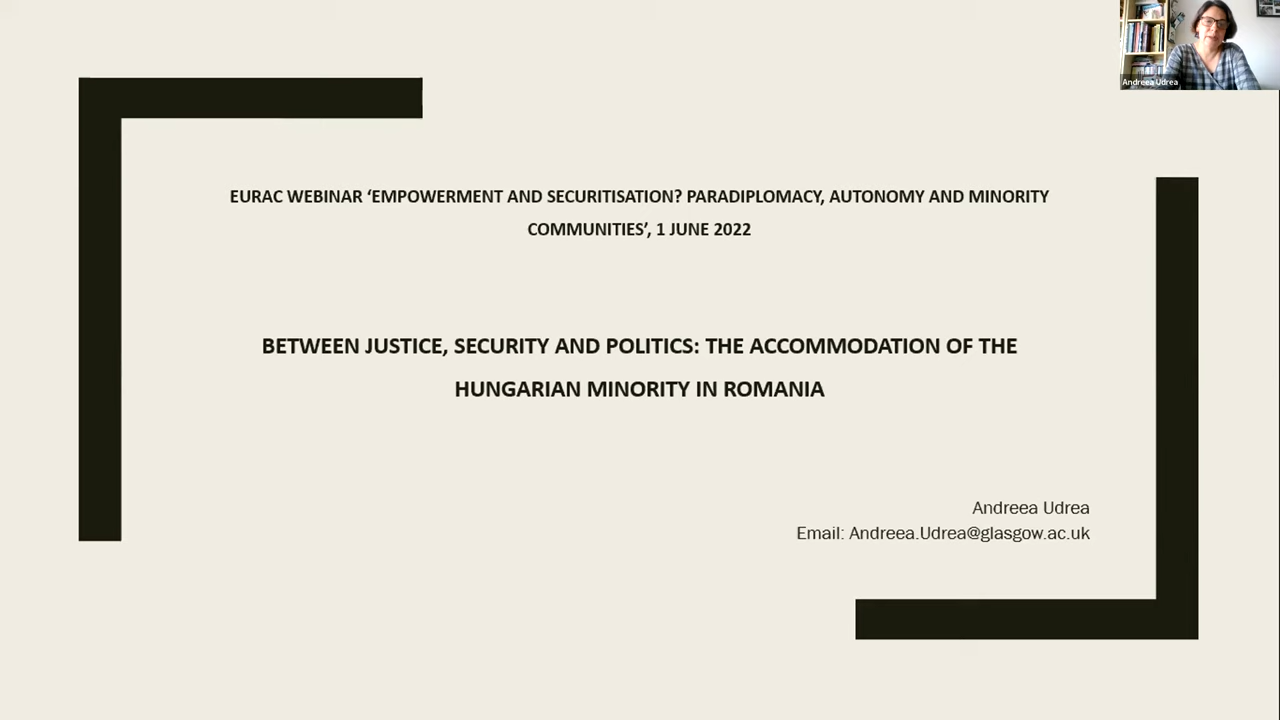 Andreea Udrea
EURAC WEBINAR ‘EMPOWERMENT AND SECURITISATION? PARADIPLOMACY, AUTONOMY AND MINORITY
COMMUNITIES’, 1 JUNE 2022
BETWEEN JUSTICE, SECURITY AND POLITICS: THE ACCOMMODATION OF THE
HUNGARIAN MINORITY IN ROMANIA
Andreea Udrea
Email: Andreea.Udrea@glasgow.ac.uk